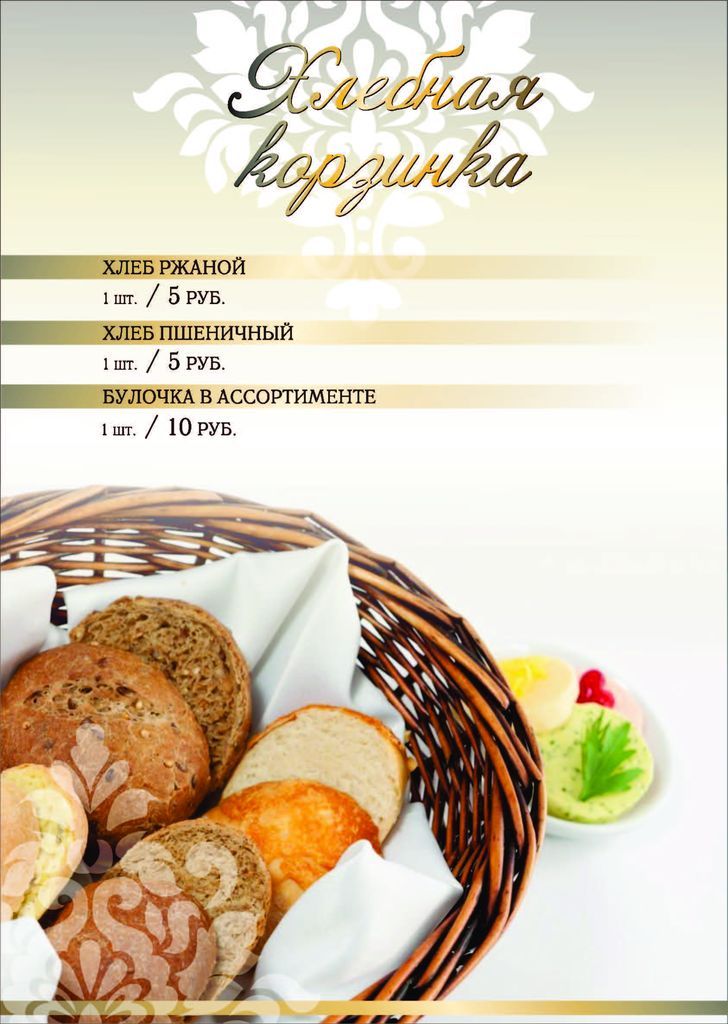 Хлебная
корзинка
ХЛЕБ РЖАНОЙ
1 шт. / 5 РУБ.
ХЛЕБ ПШЕНИЧНЫЙ
1 шт. / 5 РУБ.
БУЛОЧКА В АССОРТИМЕНТЕ
1 шт. / 10 РУБ.